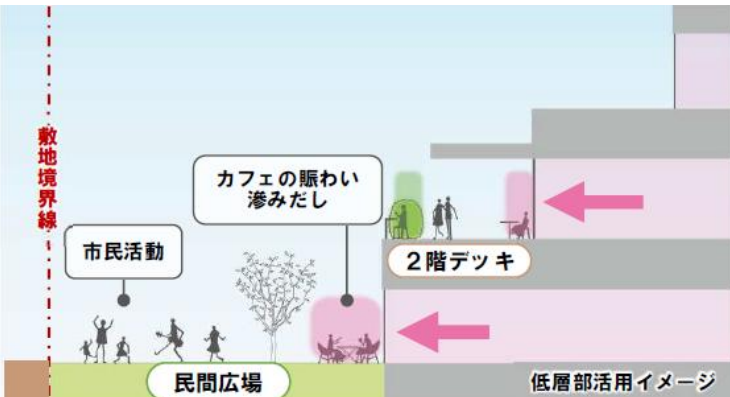 敷地境界線
カフェの賑わい
滲みだし
市民活動
2階デッキ
民間広場
低層部活用イメージ